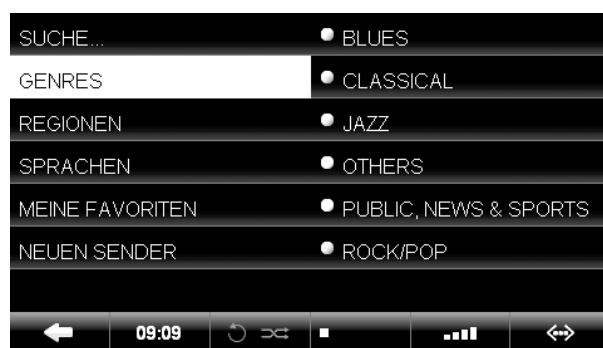 SUCHE...
GENRES
REGIONEN
SPRACHEN
MEINE FAVORITEN
NEUEN SENDER
BLUES
CLASSICAL
JAZZ
OTHERS
PUBLIC, NEWS & SPORTS
ROCK/POP
09:09